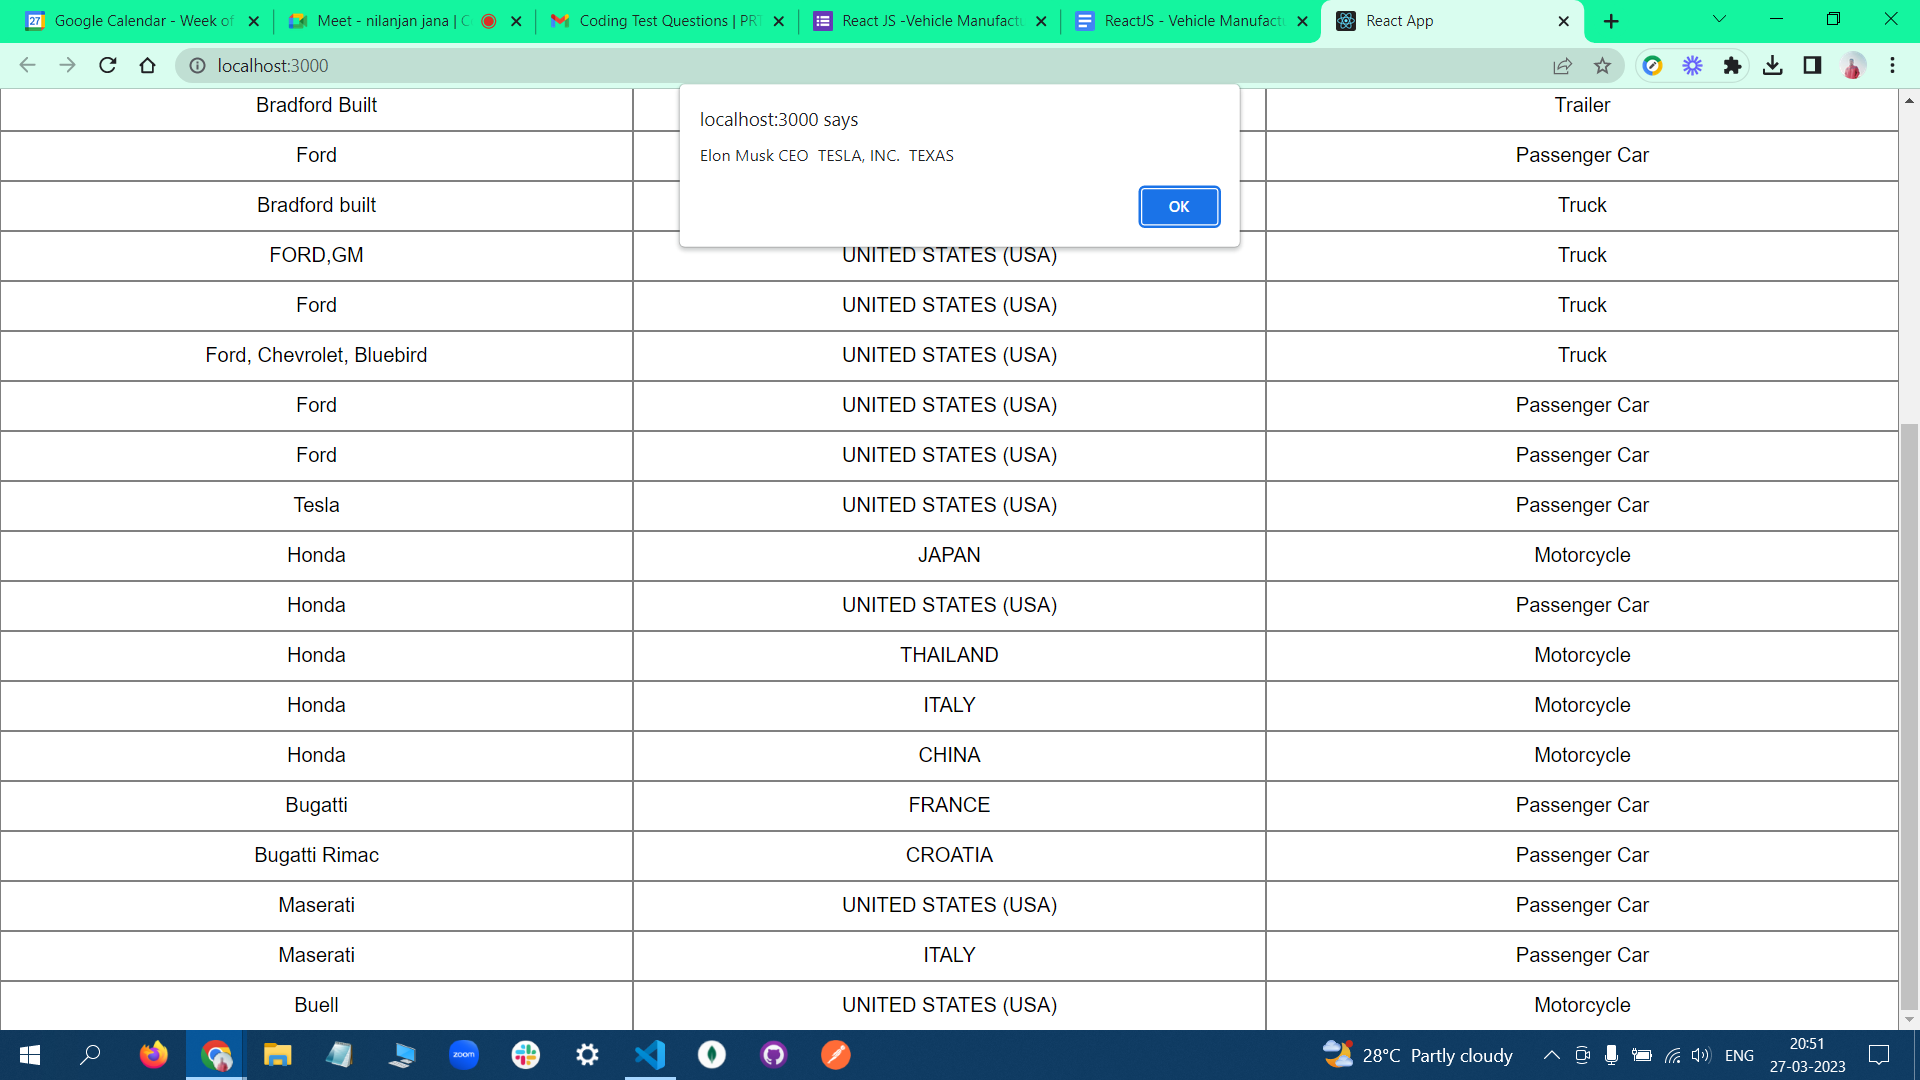 Google Calendar - Week of
Meet - nilanjan jana | C
Coding Test Questions | PRT
React JS -Vehicle Manufactu
ReactJS - Vehicle Manufactu
React App
localhost:3000
localhost:3000 says
Elon Musk CEO  TESLA, INC.  TEXAS
OK
Bradford Built Trailer
Ford Passenger Car
Bradford built Truck
FORD,GM UNITED STATES (USA) Truck
Ford UNITED STATES (USA) Truck
Ford, Chevrolet, Bluebird UNITED STATES (USA) Truck
Ford UNITED STATES (USA) Passenger Car
Ford UNITED STATES (USA) Passenger Car
Tesla UNITED STATES (USA) Passenger Car
Honda JAPAN Motorcycle
Honda UNITED STATES (USA) Passenger Car
Honda THAILAND Motorcycle
Honda ITALY Motorcycle
Honda CHINA Motorcycle
Bugatti FRANCE Passenger Car
Bugatti Rimac CROATIA Passenger Car
Maserati UNITED STATES (USA) Passenger Car
Maserati ITALY Passenger Car
Buell UNITED STATES (USA) Motorcycle
zoom
28°C Partly cloudy
ENG
20:51
27-03-2023
27